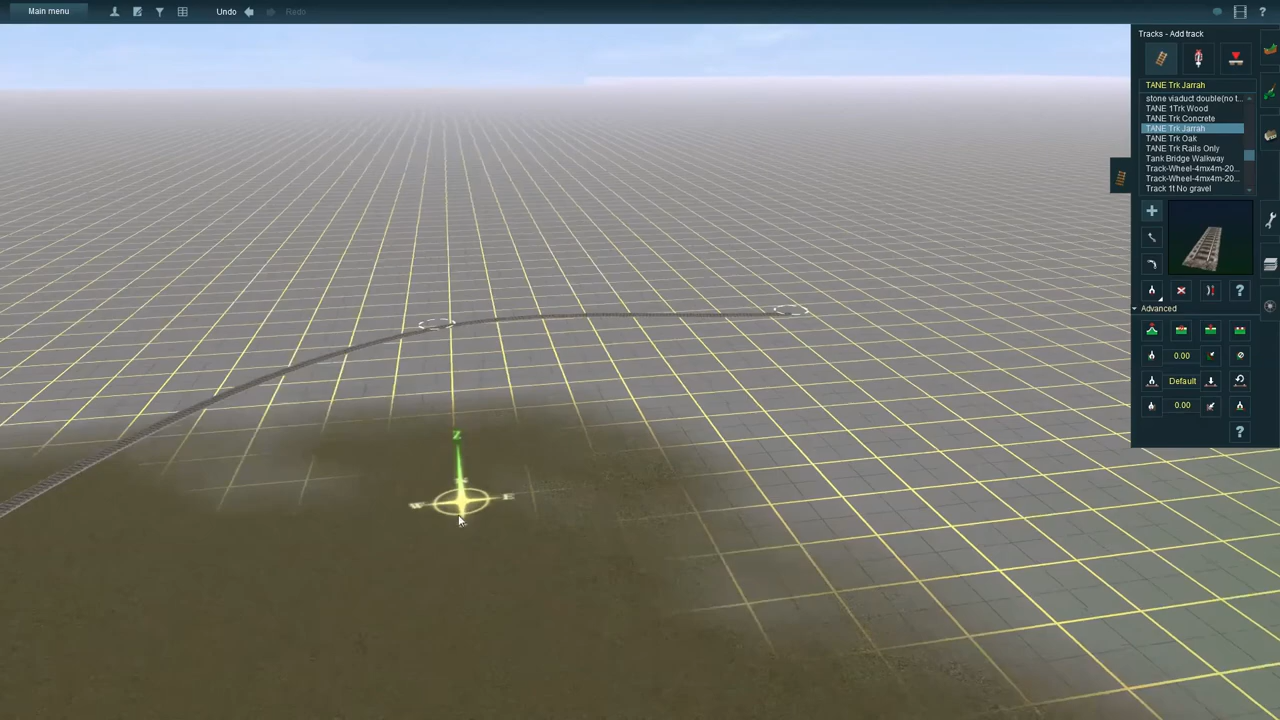 Main menu
Undo
Redo
?
Tracks - Add track
TANE Trk Jarrah
stone viaduct double(no t...
TANE 1Trk Wood
TANE Trk Concrete
TANE Trk Jarrah
TANE Trk Oak
TANE Trk Rails Only
Tank Bridge Walkway
Track-Wheel-4mx4m-20...
Track-Wheel-4mx4m-20...
Track 1t No gravel
?
Advanced
0.00
Default
0.00
?
Z